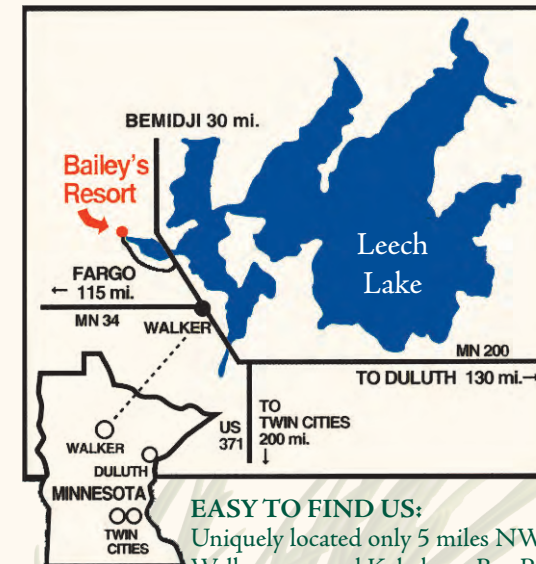 BEMIDJI 30 mi.
Bailey's
Resort
Leech
Lake
FARGO
← 115 mi.
MN 34
WALKER
MN 200
TO DULUTH 130 mi.→
US
371
TO
TWIN CITIES
200 mi.
↓
WALKER
DULUTH
MINNESOTA
TWIN
CITIES
EASY TO FIND US:
Uniquely located only 5 miles NW